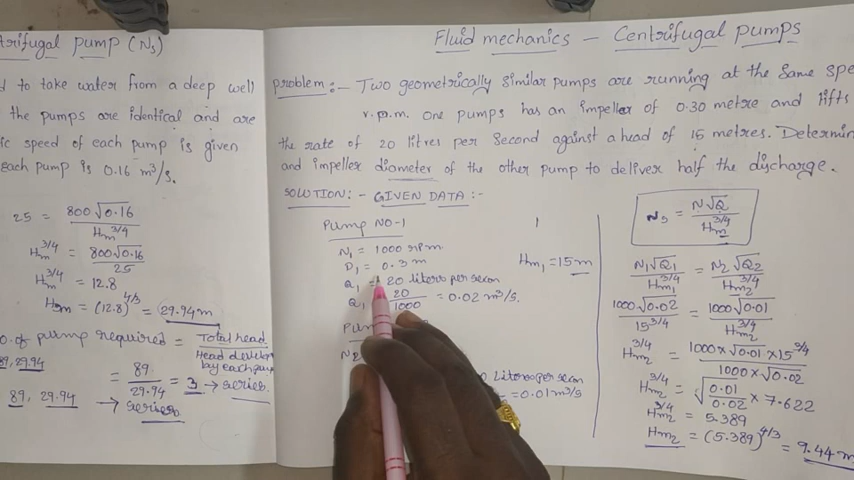 trifugal pump (Ns)
d to take water from a deep well
the pumps are identical and are
ic speed of each pump is given
each pump is 0.16 m³/s.
25 = 800√0.16 / Hm^3/4
Hm^3/4 = 800√0.16 / 25
Hm^3/4 = 12.8
Hm = (12.8)^4/3 = 29.94 m
o. of pump required = Total head / Head develop by each pump
89, 29.94
= 89 / 29.94 = 3 → series.
89, 29.94 → series
Fluid mechanics – Centrifugal pumps
problem:- Two geometrically similar pumps are running at the same spe
r.p.m. one pumps has an impeller of 0.30 metre and lifts
the rate of 20 litres per second against a head of 15 metres. Determin
and impeller diameter of the other pump to deliver half the discharge.
SOLUTION:- GIVEN DATA:-
Pump NO-1
N₁ = 1000 rpm
D₁ = 0.3 m
Q₁ = 20 liters per secon
Q₁ 20 / 1000 = 0.02 m³/s.
Hm₁ = 15 m
N2
Liters per secon
= 0.01 m³/s
Ns = N√Q / Hm^3/4
N₁√Q₁ / Hm₁^3/4 = N₂√Q₂ / Hm₂^3/4
1000√0.02 / 15^3/4 = 1000√0.01 / Hm₂^3/4
Hm₂^3/4 = 1000×√0.01×15^3/4 / 1000×√0.02
Hm₂^3/4 = √(0.01 / 0.02) × 7.622
Hm₂^3/4 = 5.389
Hm₂ = (5.389)^4/3 = 9.44 m